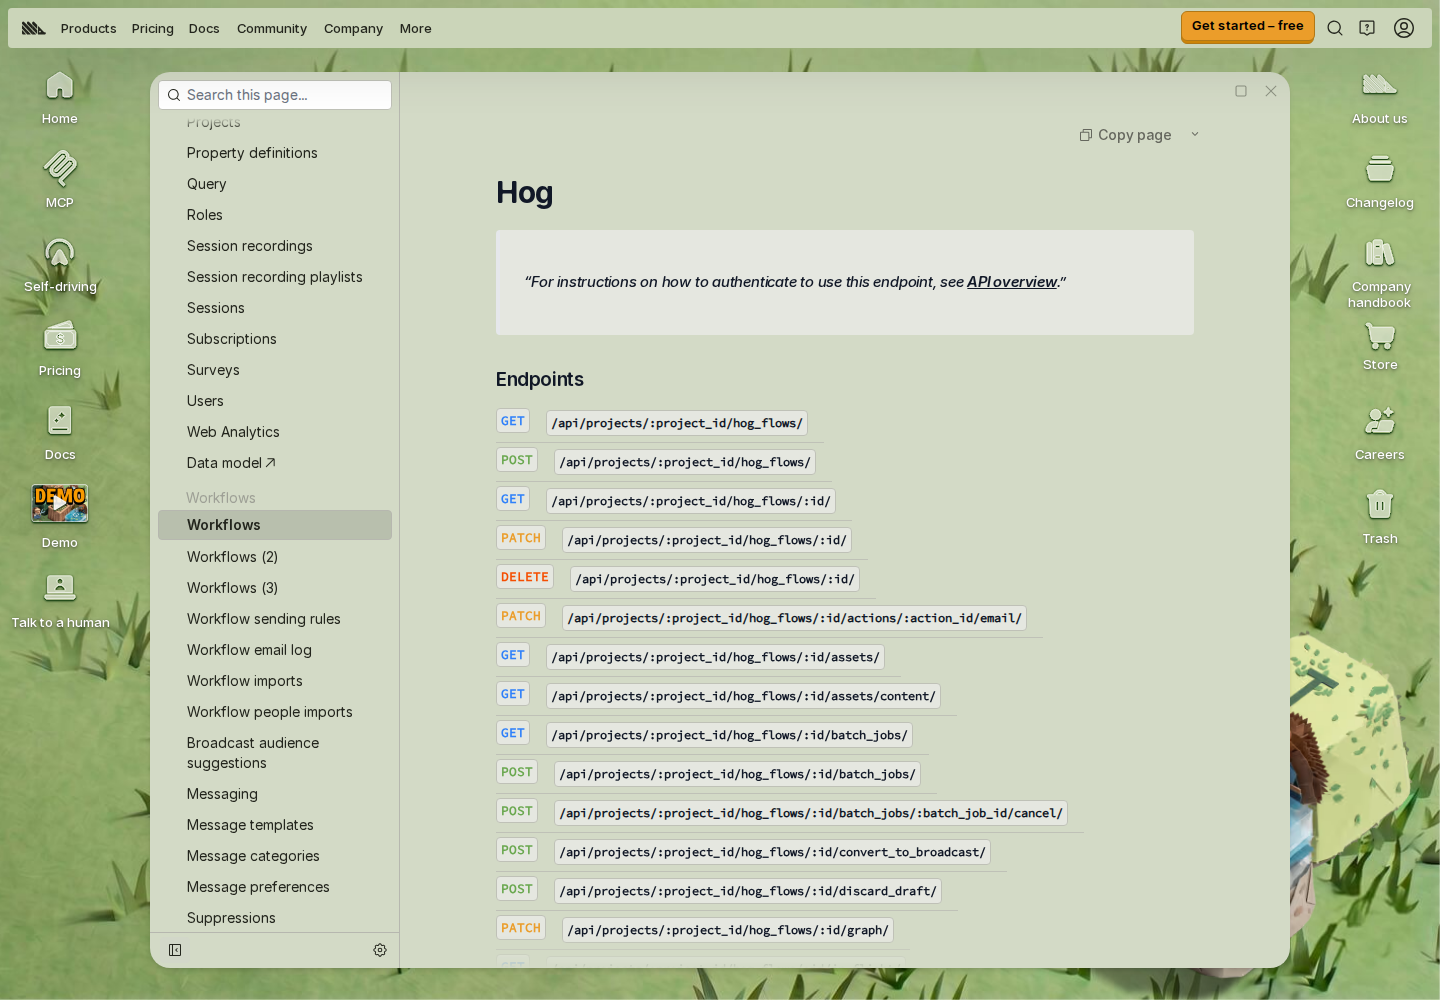 Products Pricing Docs Community Company More
Get started – free
Home
MCP
Self-driving
Pricing
$
Docs
DEMO
Demo
Talk to a human
Search this page...
Projects
Property definitions
Query
Roles
Session recordings
Session recording playlists
Sessions
Subscriptions
Surveys
Users
Web Analytics
Data model
Workflows
Workflows
Workflows (2)
Workflows (3)
Workflow sending rules
Workflow email log
Workflow imports
Workflow people imports
Broadcast audience
suggestions
Messaging
Message templates
Message categories
Message preferences
Suppressions
Copy page
Hog
“For instructions on how to authenticate to use this endpoint, see API overview.”
Endpoints
GET /api/projects/:project_id/hog_flows/
POST /api/projects/:project_id/hog_flows/
GET /api/projects/:project_id/hog_flows/:id/
PATCH /api/projects/:project_id/hog_flows/:id/
DELETE /api/projects/:project_id/hog_flows/:id/
PATCH /api/projects/:project_id/hog_flows/:id/actions/:action_id/email/
GET /api/projects/:project_id/hog_flows/:id/assets/
GET /api/projects/:project_id/hog_flows/:id/assets/content/
GET /api/projects/:project_id/hog_flows/:id/batch_jobs/
POST /api/projects/:project_id/hog_flows/:id/batch_jobs/
POST /api/projects/:project_id/hog_flows/:id/batch_jobs/:batch_job_id/cancel/
POST /api/projects/:project_id/hog_flows/:id/convert_to_broadcast/
POST /api/projects/:project_id/hog_flows/:id/discard_draft/
PATCH /api/projects/:project_id/hog_flows/:id/graph/
GET
About us
Changelog
Company
handbook
Store
Careers
Trash